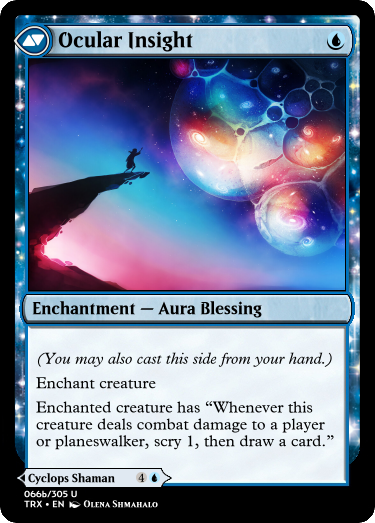 Ocular Insight
Enchantment — Aura Blessing
(You may also cast this side from your hand.)
Enchant creature
Enchanted creature has “Whenever this
creature deals combat damage to a player
or planeswalker, scry 1, then draw a card.”
Cyclops Shaman 4
066b/305 U
TRX • EN Olena Shmahalo